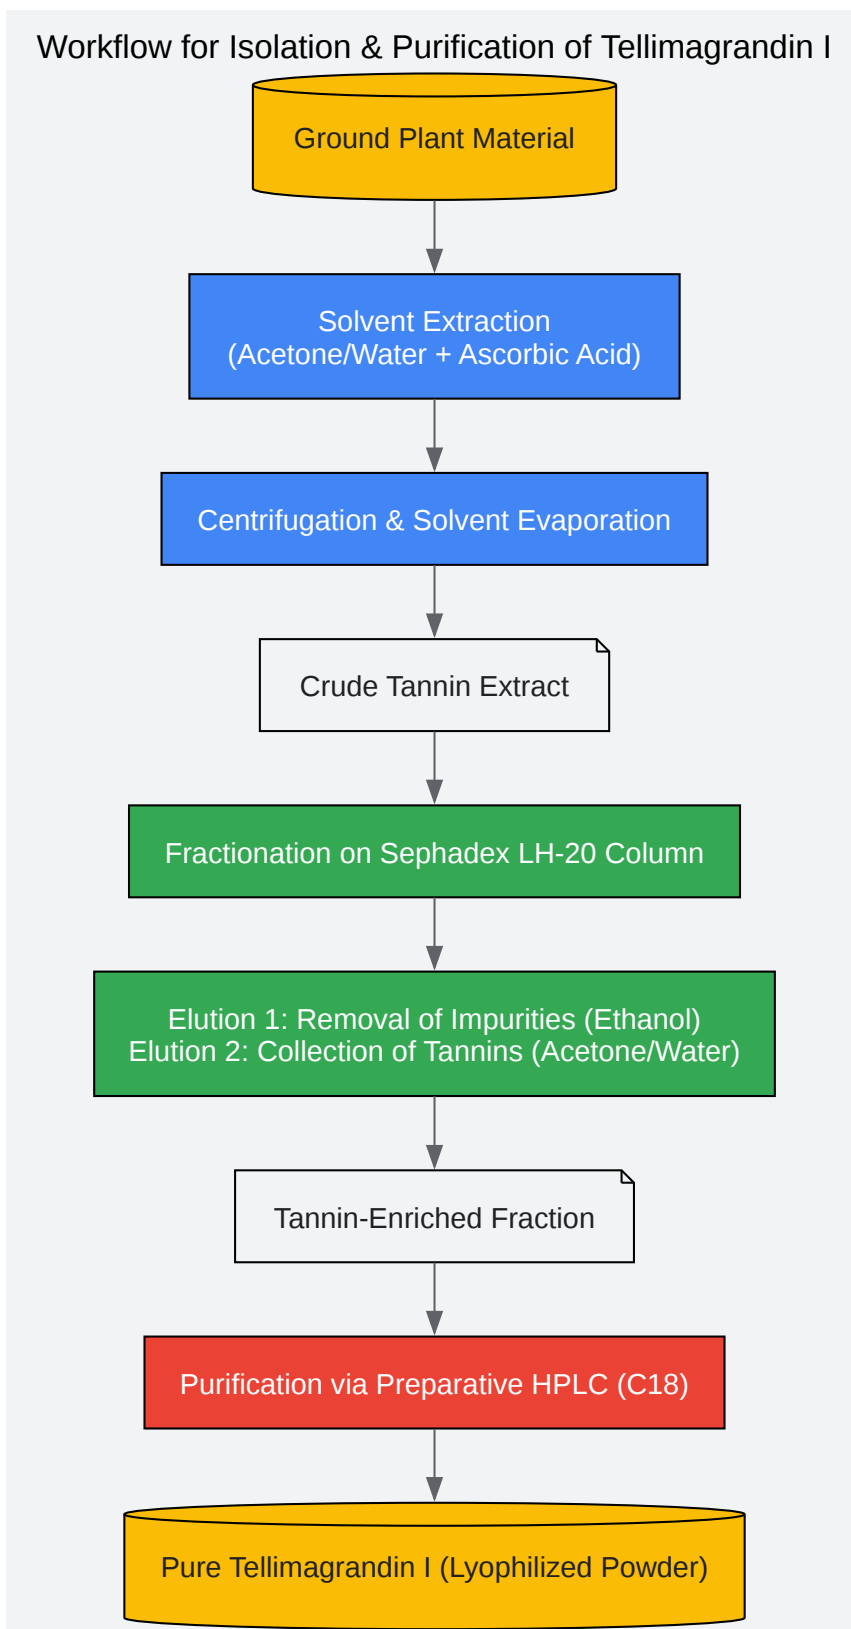 Workflow for Isolation & Purification of Tellimagrandin I
Ground Plant Material
Solvent Extraction
(Acetone/Water + Ascorbic Acid)
Centrifugation & Solvent Evaporation
Crude Tannin Extract
Fractionation on Sephadex LH-20 Column
Elution 1: Removal of Impurities (Ethanol)
Elution 2: Collection of Tannins (Acetone/Water)
Tannin-Enriched Fraction
Purification via Preparative HPLC (C18)
Pure Tellimagrandin I (Lyophilized Powder)